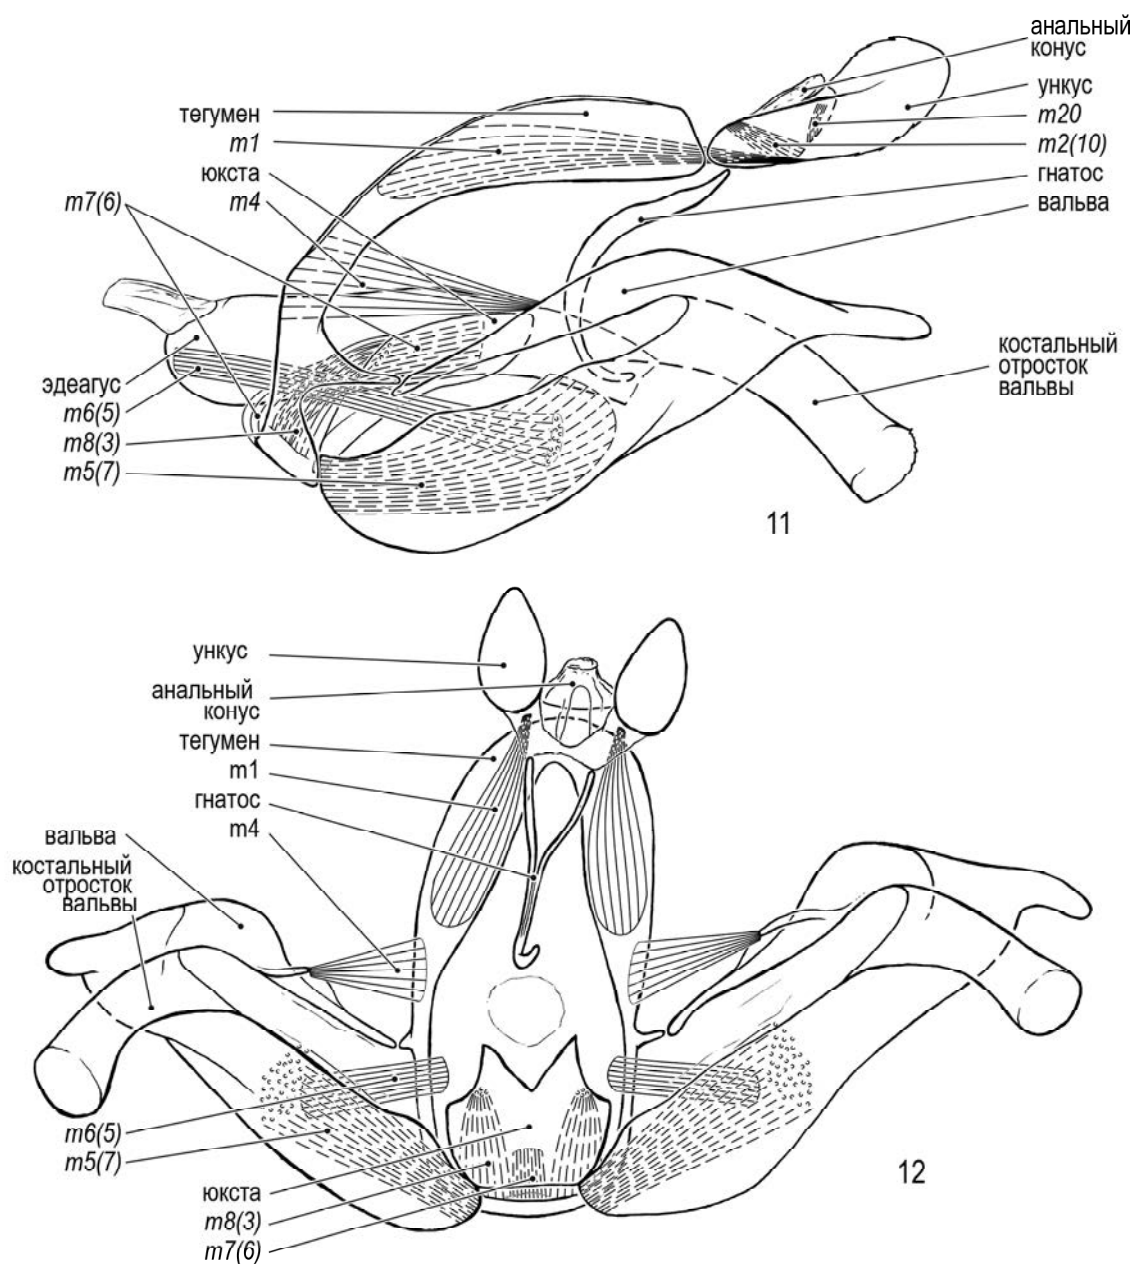 анальный
конус
ункус
m20
m2(10)
гнатос
вальва
тегумен
m1
юкста
m4
m7(6)
костальный
отросток
вальвы
эдеагус
m6(5)
m8(3)
m5(7)
11
ункус
анальный
конус
тегумен
m1
гнатос
m4
вальва
костальный
отросток
вальвы
m6(5)
m5(7)
юкста
m8(3)
m7(6)
12